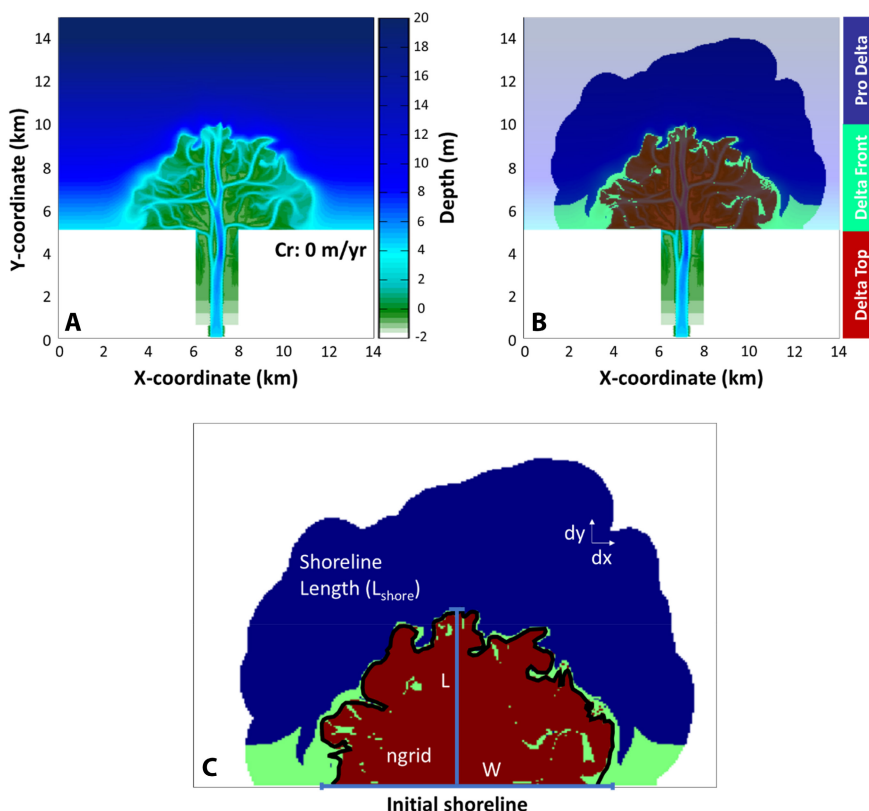 14
12
10
8
6
4
2
0
Y-coordinate (km)
A
Cr: 0 m/yr
0 2 4 6 8 10 12 14
X-coordinate (km)
20
18
16
14
12
10
8
6
4
2
0
-2
Depth (m)
14
12
10
8
6
4
2
0
B
0 2 4 6 8 10 12 14
X-coordinate (km)
Pro Delta
Delta Front
Delta Top
dy
dx
Shoreline
Length (Lshore)
L
ngrid
W
C
Initial shoreline